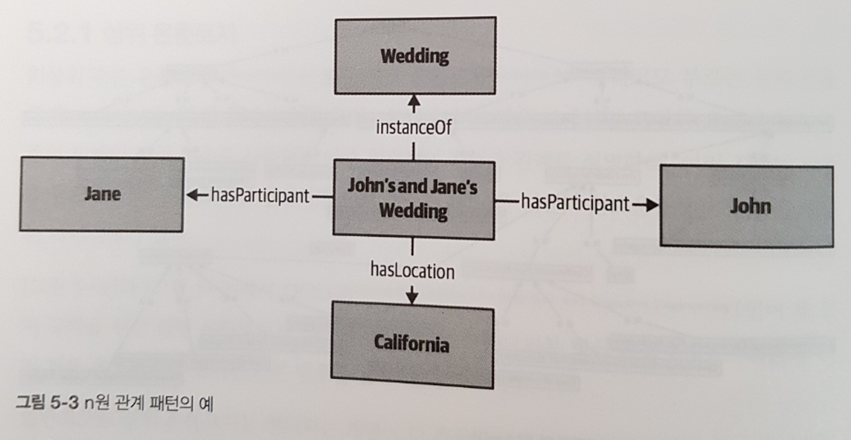 Wedding
instanceOf
Jane
hasParticipant
John's and Jane's
Wedding
hasParticipant
John
hasLocation
California
그림 5-3 n원 관계 패턴의 예